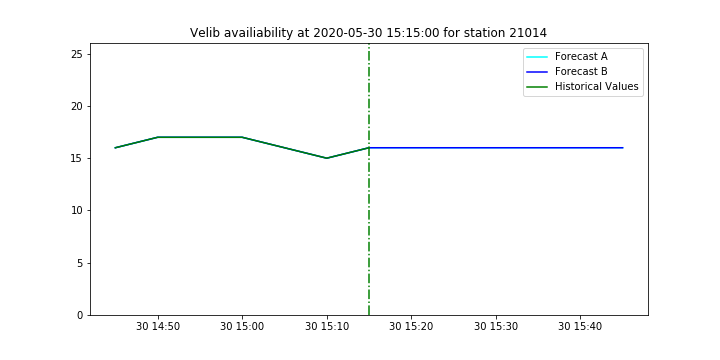 Velib availiability at 2020-05-30 15:15:00 for station 21014
25
20
15
10
5
0
Forecast A
Forecast B
Historical Values
30 14:50 30 15:00 30 15:10 30 15:20 30 15:30 30 15:40